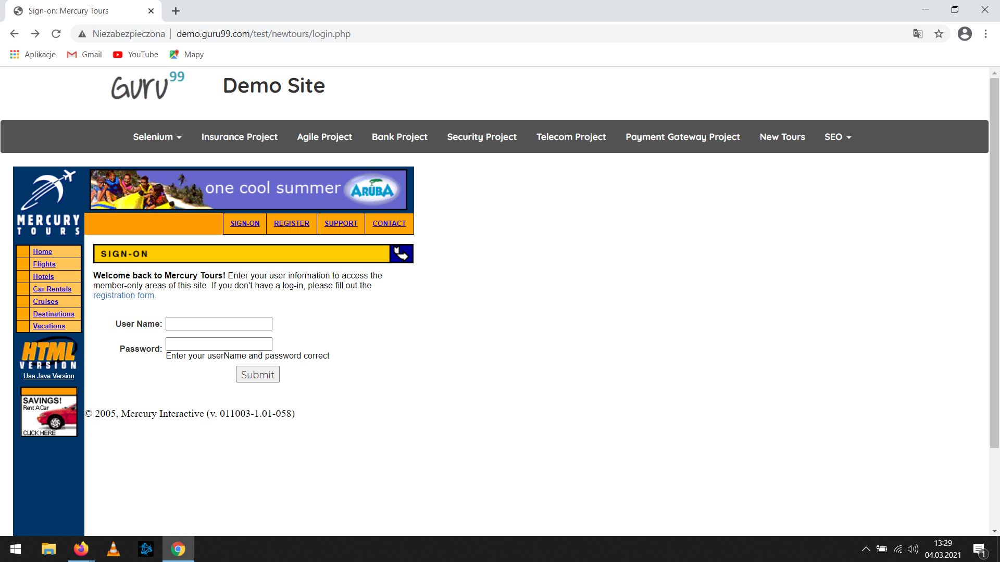 Sign-on: Mercury Tours
Niezabezpieczona | demo.guru99.com/test/newtours/login.php
Aplikacje Gmail YouTube Mapy
Guru99 Demo Site
Selenium Insurance Project Agile Project Bank Project Security Project Telecom Project Payment Gateway Project New Tours SEO
one cool summer ARUBA
MERCURY
TOURS
SIGN-ON REGISTER SUPPORT CONTACT
Home
Flights
Hotels
Car Rentals
Cruises
Destinations
Vacations
HTML
VERSION
Use Java Version
SAVINGS!
Rent A Car
CLICK HERE
SIGN-ON
Welcome back to Mercury Tours! Enter your user information to access the
member-only areas of this site. If you don't have a log-in, please fill out the
registration form.
User Name:
Password:
Enter your userName and password correct
Submit
© 2005, Mercury Interactive (v. 011003-1.01-058)
13:29
04.03.2021
1